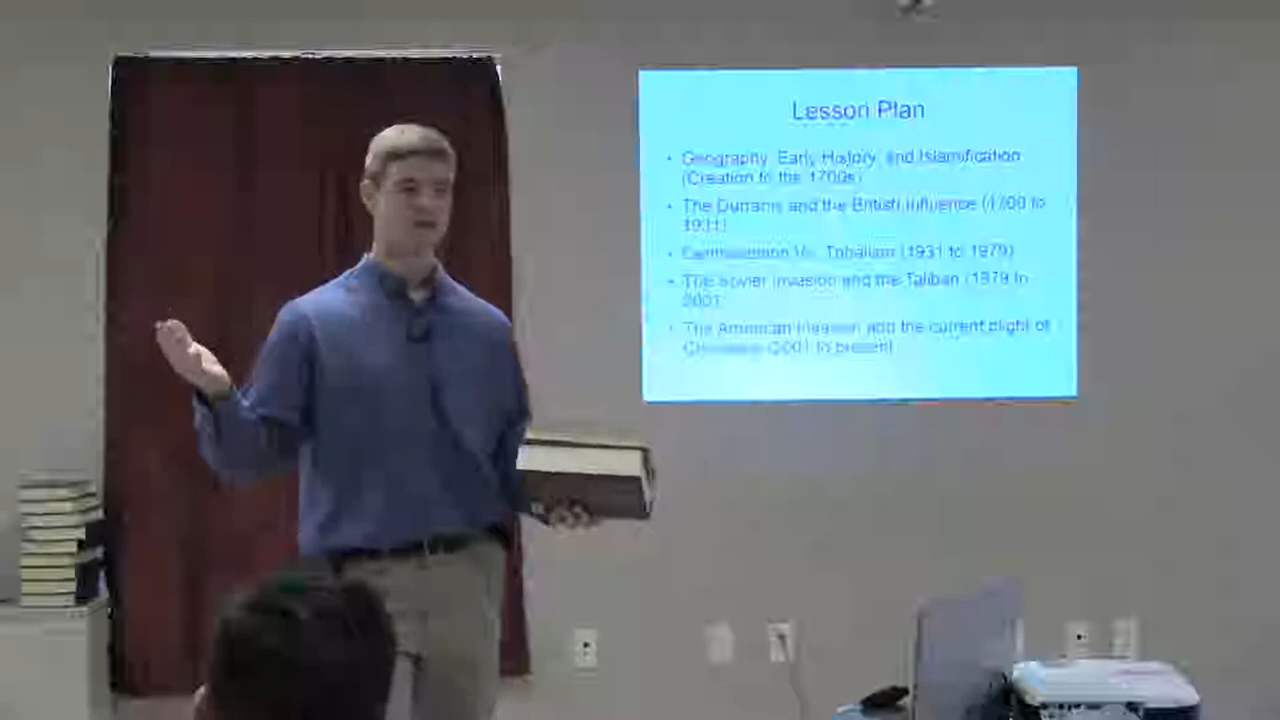 Lesson Plan
• Geography, Early History, and Islamification
(Creation to the 1700s)
• The Durranis and the British Influence (1700 to
1931)
• Vs. Tribalism (1931 to 1979)
• The Soviet Invasion and the Taliban (1979 to
2001
• The American Invasion and the current plight of
(2001 to present)